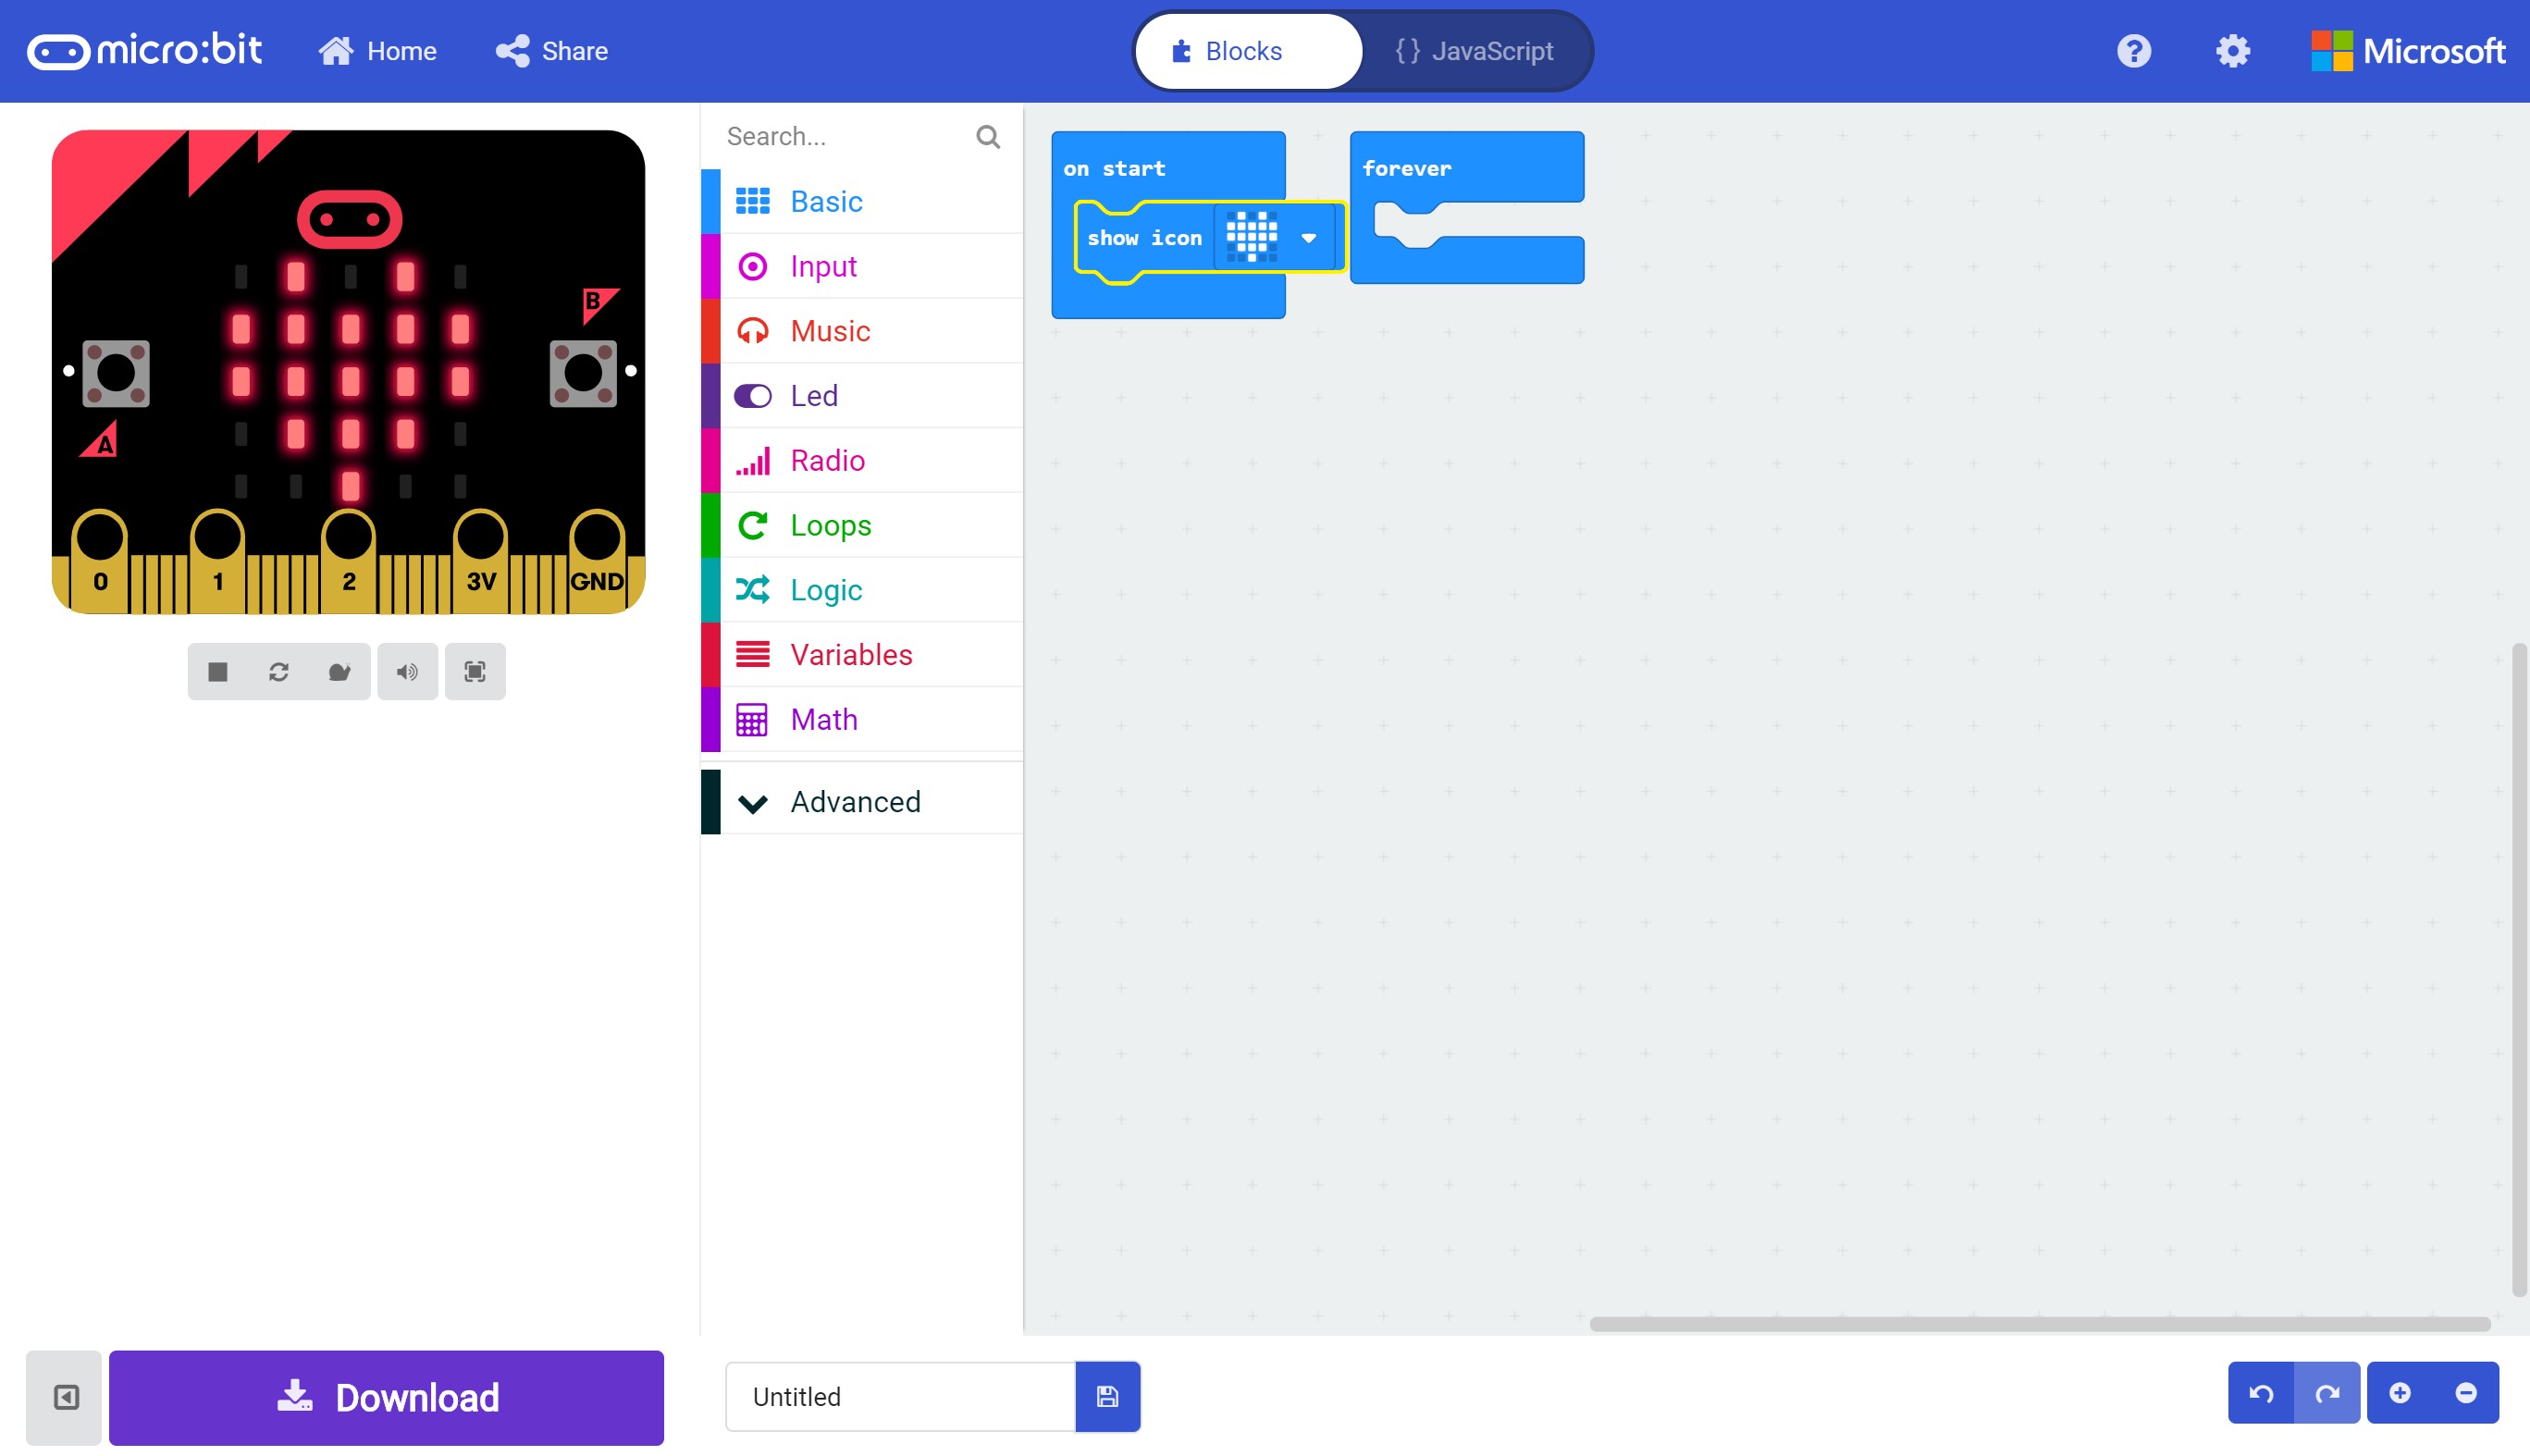 micro:bit
Home
Share
Blocks
{ } JavaScript
?
Microsoft
Search...
Basic
Input
Music
Led
Radio
Loops
Logic
Variables
Math
Advanced
on start
show icon
forever
B
A
0 1 2 3V GND
Download
Untitled